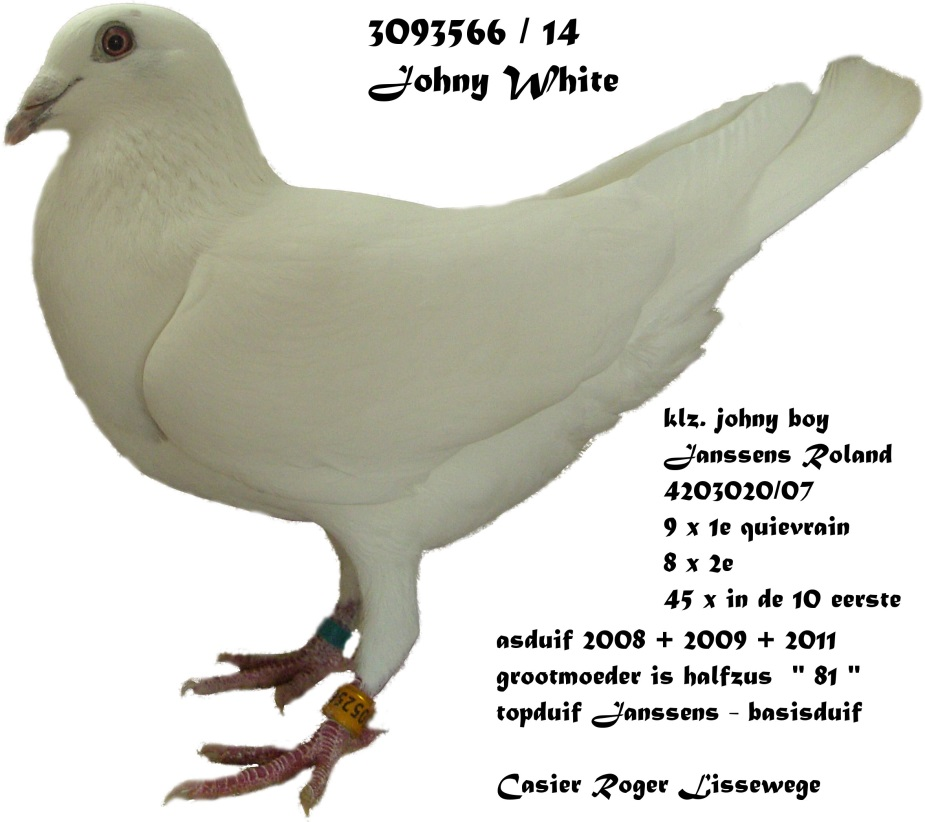 3093566 / 14
Johny White
klz. johny boy
Janssens Roland
4203020/07
9 x 1e quievrain
8 x 2e
45 x in de 10 eerste
asduif 2008 + 2009 + 2011
grootmoeder is halfzus " 81 "
topduif Janssens - basisduif
Casier Roger Lissewege